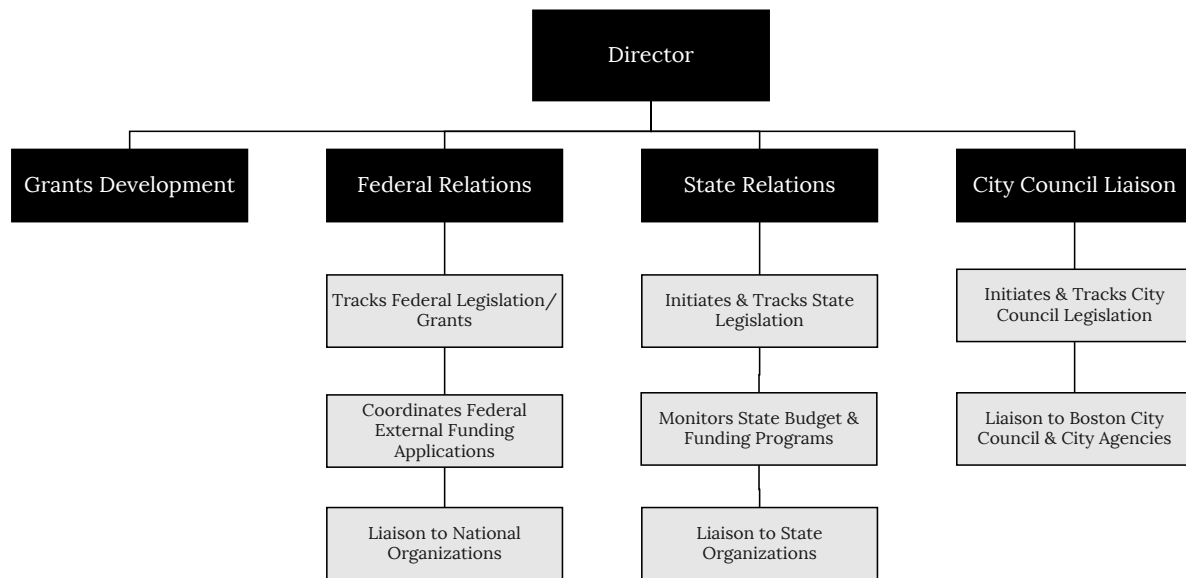 Director
Grants Development
Federal Relations
State Relations
City Council Liaison
Tracks Federal Legislation/
Grants
Initiates & Tracks State
Legislation
Initiates & Tracks City
Council Legislation
Coordinates Federal
External Funding
Applications
Monitors State Budget &
Funding Programs
Liaison to Boston City
Council & City Agencies
Liaison to National
Organizations
Liaison to State
Organizations